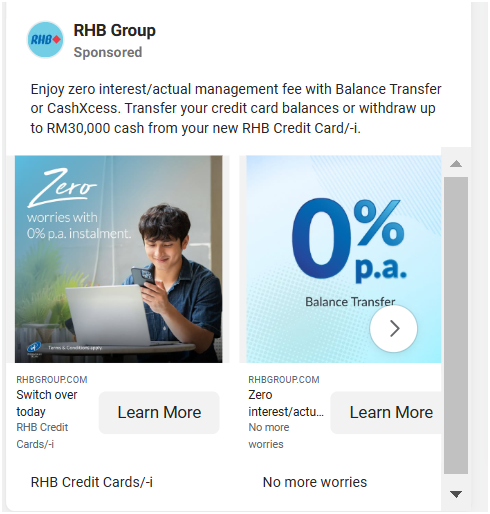 RHB
RHB Group
Sponsored
Enjoy zero interest/actual management fee with Balance Transfer
or CashXcess. Transfer your credit card balances or withdraw up
to RM30,000 cash from your new RHB Credit Card/-i.
Zero
worries with
0% p.a. instalment.
Terms & Conditions apply.
0%
p.a.
Balance Transfer
RHBGROUP.COM
Switch over
today
RHB Credit
Cards/-i
Learn More
RHB Credit Cards/-i
RHBGROUP.COM
Zero
interest/actu...
No more
worries
Learn More
No more worries